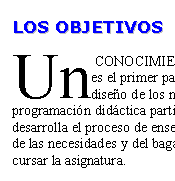 LOS OBJETIVOS
Un CONOCIMIE
es el primer pa
diseño de los n
programación didáctica parti
desarrolla el proceso de ense
de las necesidades y del baga
cursar la asignatura.